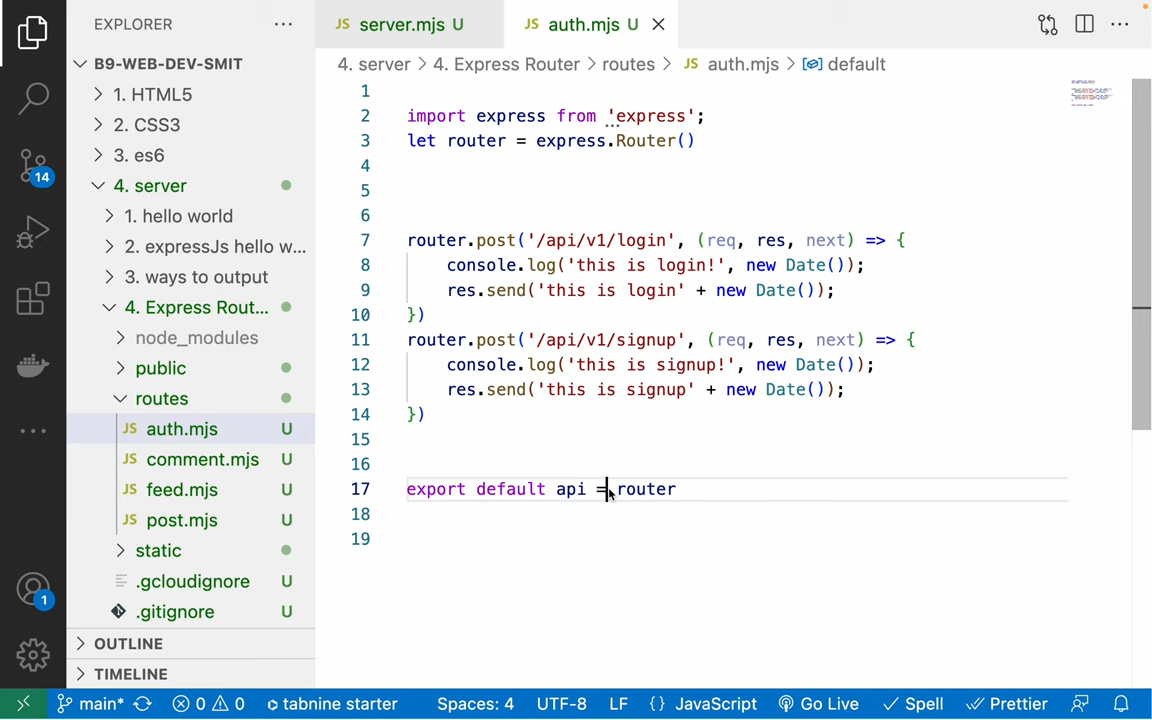 EXPLORER
B9-WEB-DEV-SMIT
1. HTML5
2. CSS3
3. es6
4. server
1. hello world
2. expressJs hello w...
3. ways to output
4. Express Rout...
node_modules
public
routes
JS auth.mjs U
JS comment.mjs U
JS feed.mjs U
JS post.mjs U
static
.gcloudignore U
.gitignore U
OUTLINE
TIMELINE
14
1
JS server.mjs U
JS auth.mjs U
4. server > 4. Express Router > routes > JS auth.mjs > default
1
2 import express from 'express';
3 let router = express.Router()
4
5
6
7 router.post('/api/v1/login', (req, res, next) => {
8 console.log('this is login!', new Date());
9 res.send('this is login' + new Date());
10 })
11 router.post('/api/v1/signup', (req, res, next) => {
12 console.log('this is signup!', new Date());
13 res.send('this is signup' + new Date());
14 })
15
16
17 export default api = router
18
19
main* 0 0 tabnine starter Spaces: 4 UTF-8 LF {} JavaScript Go Live Spell Prettier